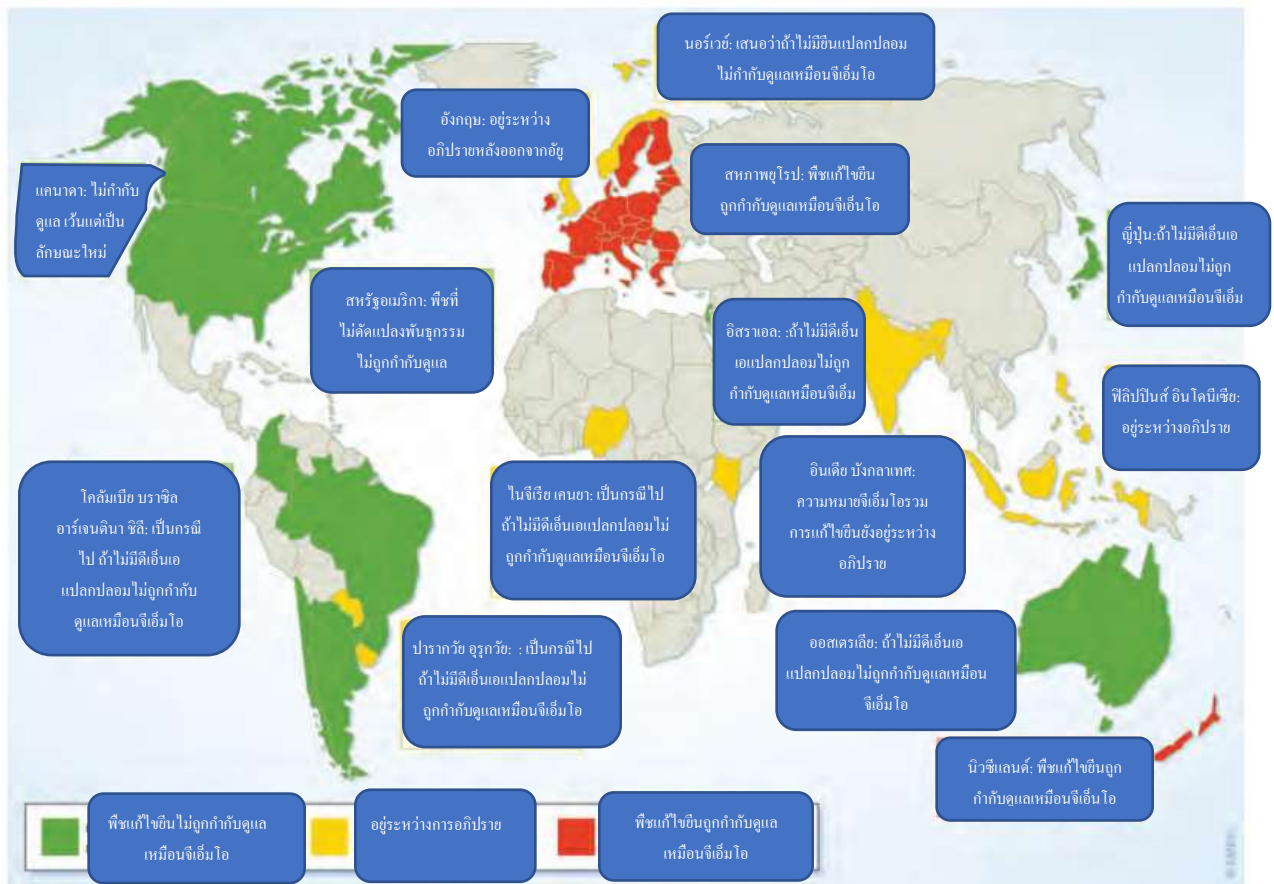 นอร์เวย์: เสนอว่าถ้าไม่มียีนแปลกปลอม
ไม่กำกับดูแลเหมือนจีเอ็มโอ
อังกฤษ: อยู่ระหว่าง
อภิปรายหลังออกจากอียู
สหภาพยุโรป: พืชแก้ไขยีน
ถูกกำกับดูแลเหมือนจีเอ็นโอ
แคนาดา: ไม่กำกับ
ดูแล เว้นแต่เป็น
ลักษณะใหม่
ญี่ปุ่น:ถ้าไม่มีดีเอ็นเอ
แปลกปลอมไม่ถูก
กำกับดูแลเหมือนจีเอ็ม
สหรัฐอเมริกา: พืชที่
ไม่ดัดแปลงพันธุกรรม
ไม่ถูกกำกับดูแล
อิสราเอล: :ถ้าไม่มีดีเอ็น
เอแปลกปลอมไม่ถูก
กำกับดูแลเหมือนจีเอ็ม
ฟิลิปปินส์ อินโดนีเซีย:
อยู่ระหว่างอภิปราย
โคลัมเบีย บราซิล
อาร์เจนตินา ชิลี: เป็นกรณี
ไป ถ้าไม่มีดีเอ็นเอ
แปลกปลอมไม่ถูกกำกับ
ดูแลเหมือนจีเอ็มโอ
ไนจีเรีย เคนยา: เป็นกรณีไป
ถ้าไม่มีดีเอ็นเอแปลกปลอมไม่
ถูกกำกับดูแลเหมือนจีเอ็มโอ
อินเดีย บังกลาเทศ:
ความหมายจีเอ็มโอรวม
การแก้ไขยีนยังอยู่ระหว่าง
อภิปราย
ปารากวัย อุรุกวัย: : เป็นกรณีไป
ถ้าไม่มีดีเอ็นเอแปลกปลอมไม่
ถูกกำกับดูแลเหมือนจีเอ็มโอ
ออสเตรเลีย: ถ้าไม่มีดีเอ็นเอ
แปลกปลอมไม่ถูกกำกับดูแลเหมือน
จีเอ็มโอ
นิวซีแลนด์: พืชแก้ไขยีนถูก
กำกับดูแลเหมือนจีเอ็นโอ
พืชแก้ไขยีนไม่ถูกกำกับดูแล
เหมือนจีเอ็มโอ
อยู่ระหว่างการอภิปราย
พืชแก้ไขยีนถูกกำกับดูแล
เหมือนจีเอ็มโอ